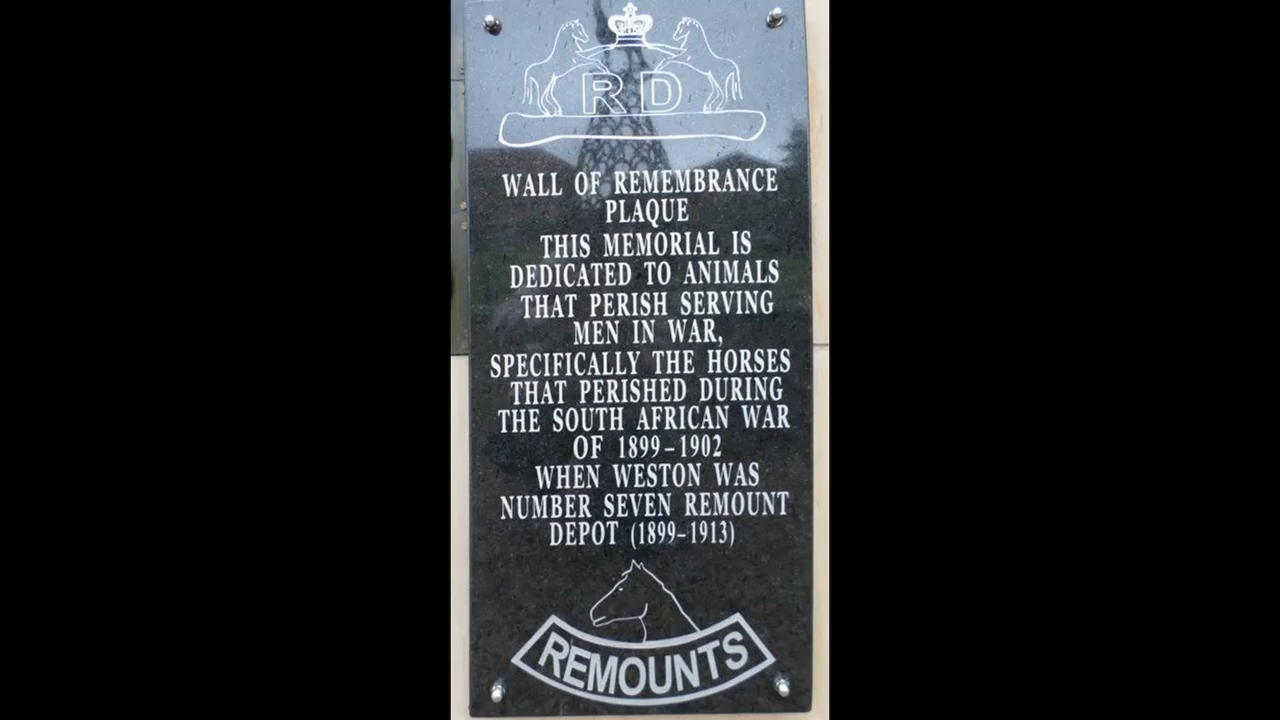 R D
WALL OF REMEMBRANCE
PLAQUE
THIS MEMORIAL IS
DEDICATED TO ANIMALS
THAT PERISH SERVING
MEN IN WAR,
SPECIFICALLY THE HORSES
THAT PERISHED DURING
THE SOUTH AFRICAN WAR
OF 1899–1902
WHEN WESTON WAS
NUMBER SEVEN REMOUNT
DEPOT (1899–1913)
REMOUNTS